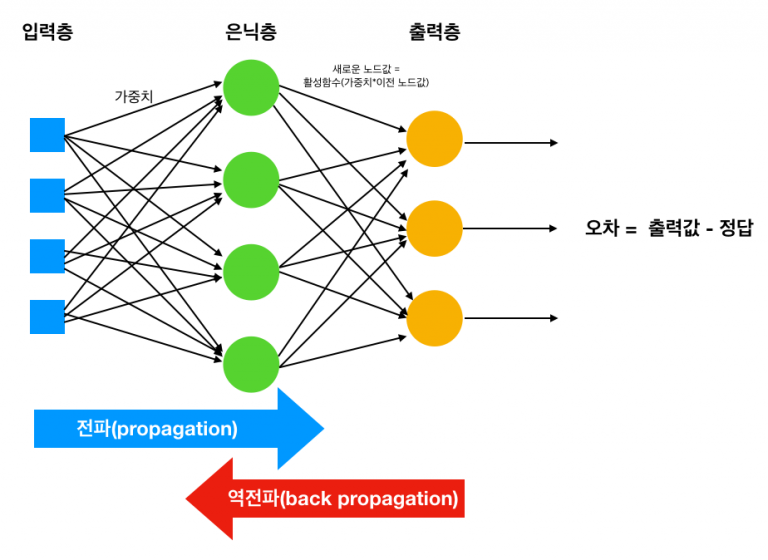 입력층
은닉층
출력층
가중치
새로운 노드값 =
활성함수(가중치*이전 노드값)
오차 = 출력값 - 정답
전파(propagation)
역전파(back propagation)